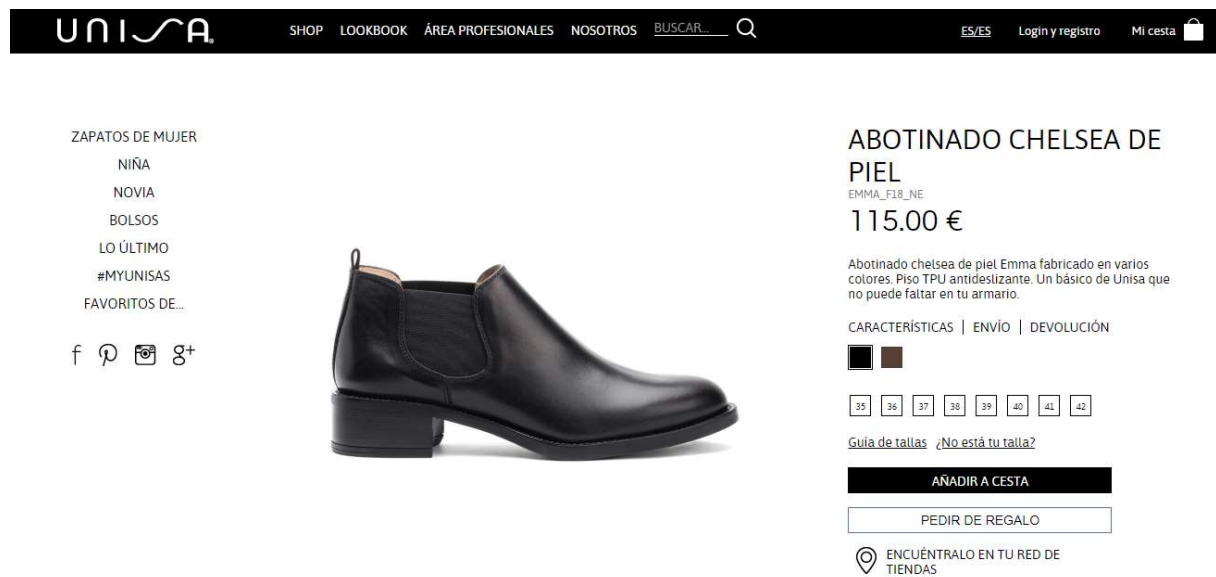 UNISA.
SHOP LOOKBOOK ÁREA PROFESIONALES NOSOTROS BUSCAR...
ES/ES Login y registro Mi cesta
ZAPATOS DE MUJER
NIÑA
NOVIA
BOLSOS
LO ÚLTIMO
#MYUNISAS
FAVORITOS DE...
f g+
ABOTINADO CHELSEA DE
PIEL
EMMA_F18_NE
115.00 €
Abotinado chelsea de piel Emma fabricado en varios
colores. Piso TPU antideslizante. Un básico de Unisa que
no puede faltar en tu armario.
CARACTERÍSTICAS | ENVÍO | DEVOLUCIÓN
35 36 37 38 39 40 41 42
Guía de tallas ¿No está tu talla?
AÑADIR A CESTA
PEDIR DE REGALO
ENCUÉNTRALO EN TU RED DE
TIENDAS